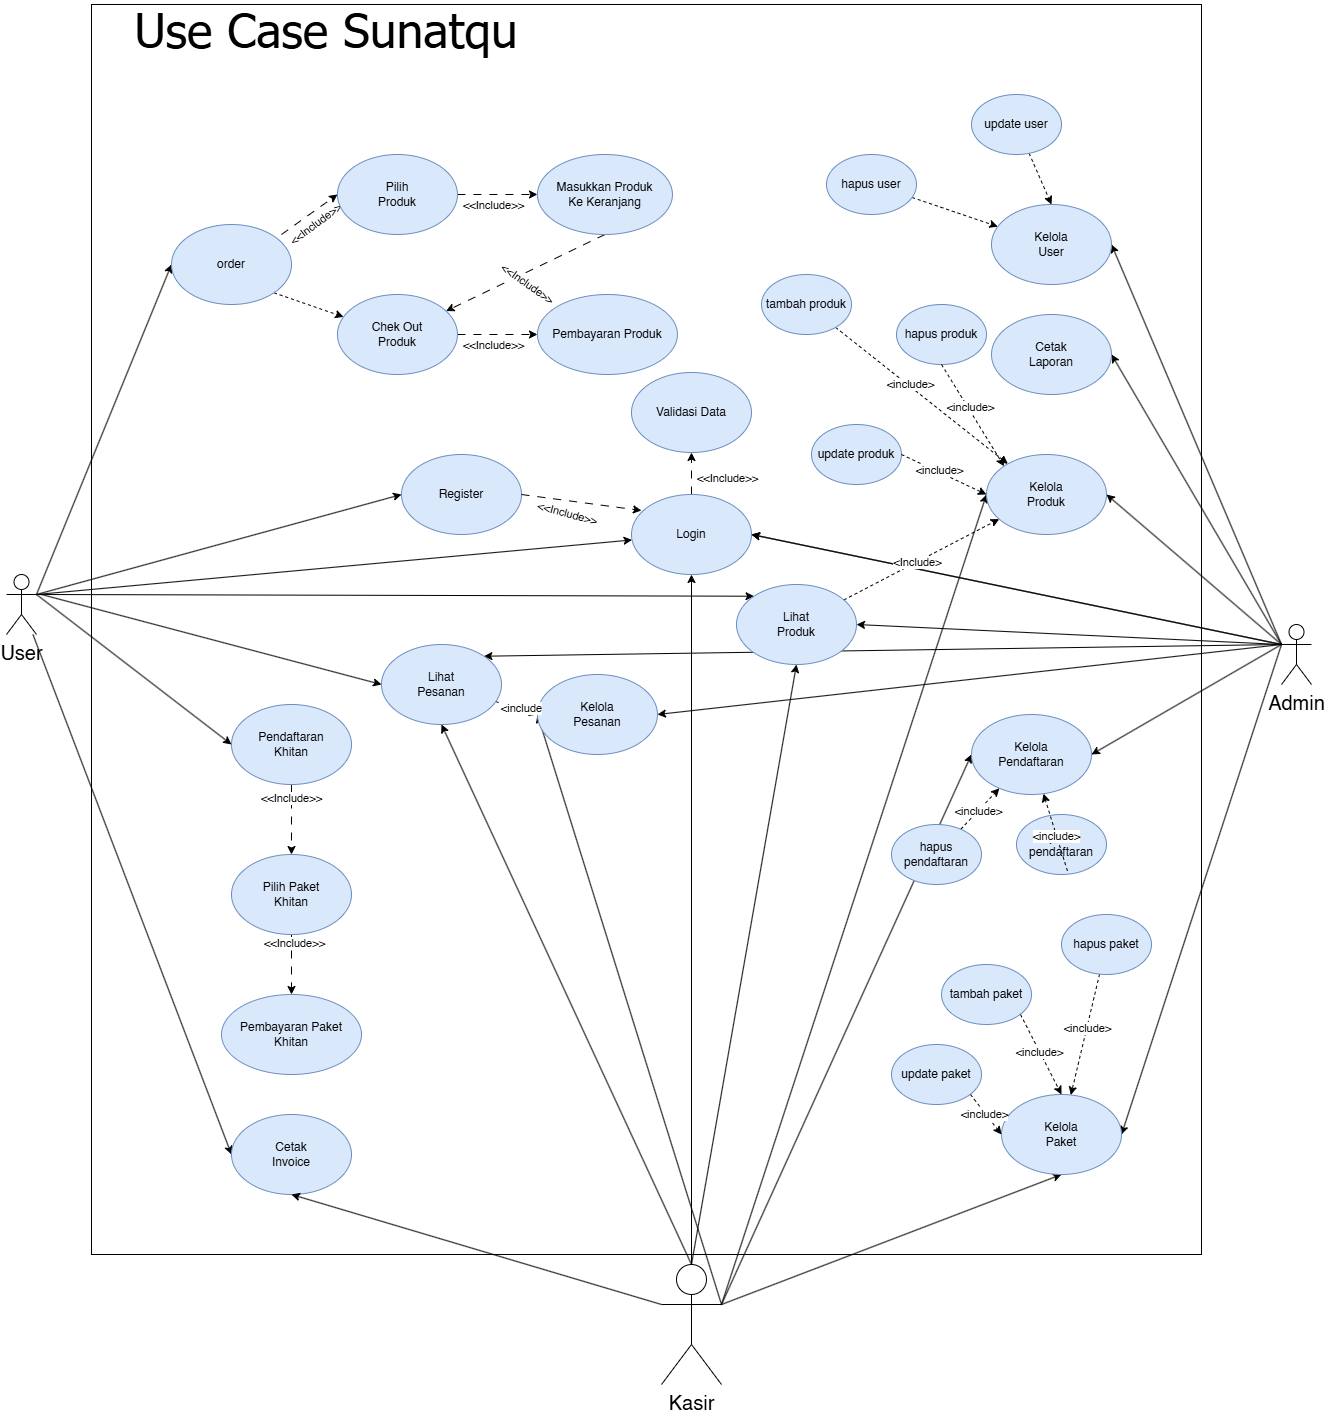 Use Case Sunatqu
update user
hapus user
Pilih
Produk
Masukkan Produk
Ke Keranjang
<<Include>>
<<Include>>
Kelola
User
order
<<Include>>
tambah produk
hapus produk
Chek Out
Produk
Pembayaran Produk
<<Include>>
Cetak
Laporan
<include>
<include>
Validasi Data
update produk
<include>
<<Include>>
Register
<<Include>>
Kelola
Produk
Login
<Include>
Lihat
Produk
User
Admin
Lihat
Pesanan
<include
Kelola
Pesanan
Pendaftaran
Khitan
<<Include>>
Kelola
Pendaftaran
<include>
<include>
hapus
pendaftaran
pendaftaran
Pilih Paket
Khitan
<<Include>>
hapus paket
tambah paket
Pembayaran Paket
Khitan
<include>
<include>
update paket
<include>
Kelola
Paket
Cetak
Invoice
Kasir